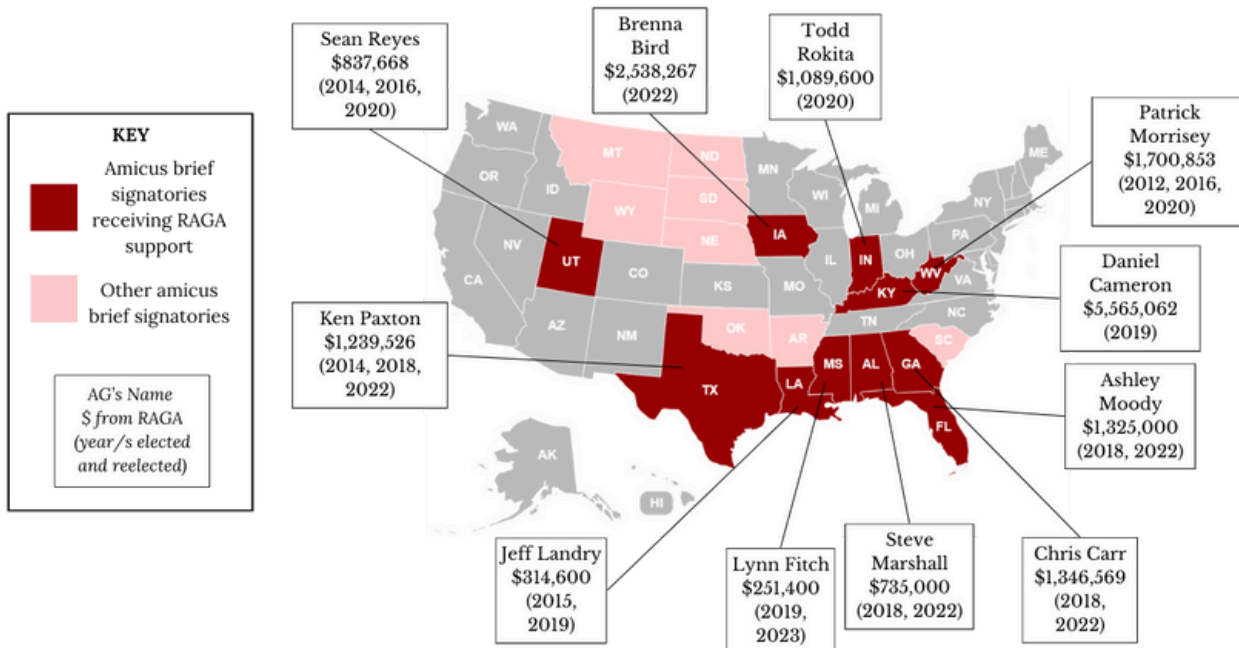 Sean Reyes
$837,668
(2014, 2016,
2020)
Brenna
Bird
$2,538,267
(2022)
Todd
Rokita
$1,089,600
(2020)
Patrick
Morrisey
$1,700,853
(2012, 2016,
2020)
Daniel
Cameron
$5,565,062
(2019)
Ashley
Moody
$1,325,000
(2018, 2022)
Ken Paxton
$1,239,526
(2014, 2018,
2022)
Jeff Landry
$314,600
(2015,
2019)
Lynn Fitch
$251,400
(2019,
2023)
Steve
Marshall
$735,000
(2018, 2022)
Chris Carr
$1,346,569
(2018,
2022)
KEY
Amicus brief
signatories
receiving RAGA
support
Other amicus
brief signatories
AG's Name
$ from RAGA
(year/s elected
and reelected)
WA
OR
ID
MT
ND
MN
WI
MI
NY
ME
WY
SD
NE
IA
IL
IN
OH
PA
NV
UT
CO
KS
MO
KY
WV
VA
CA
AZ
NM
OK
AR
TN
NC
SC
TX
LA
MS
AL
GA
FL
AK
HI